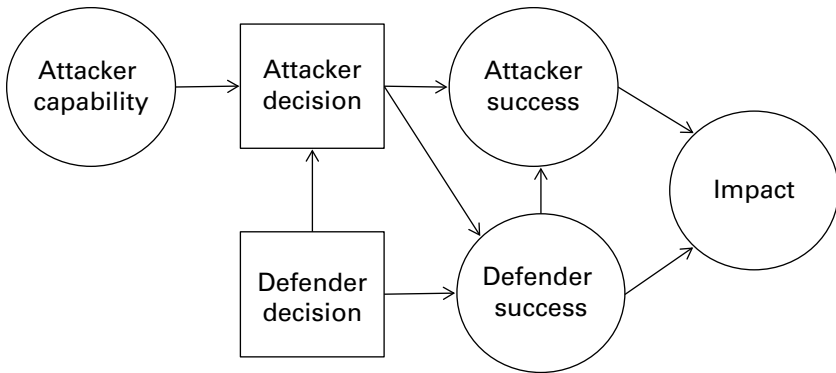 Attacker
capability
Attacker
decision
Attacker
success
Impact
Defender
decision
Defender
success